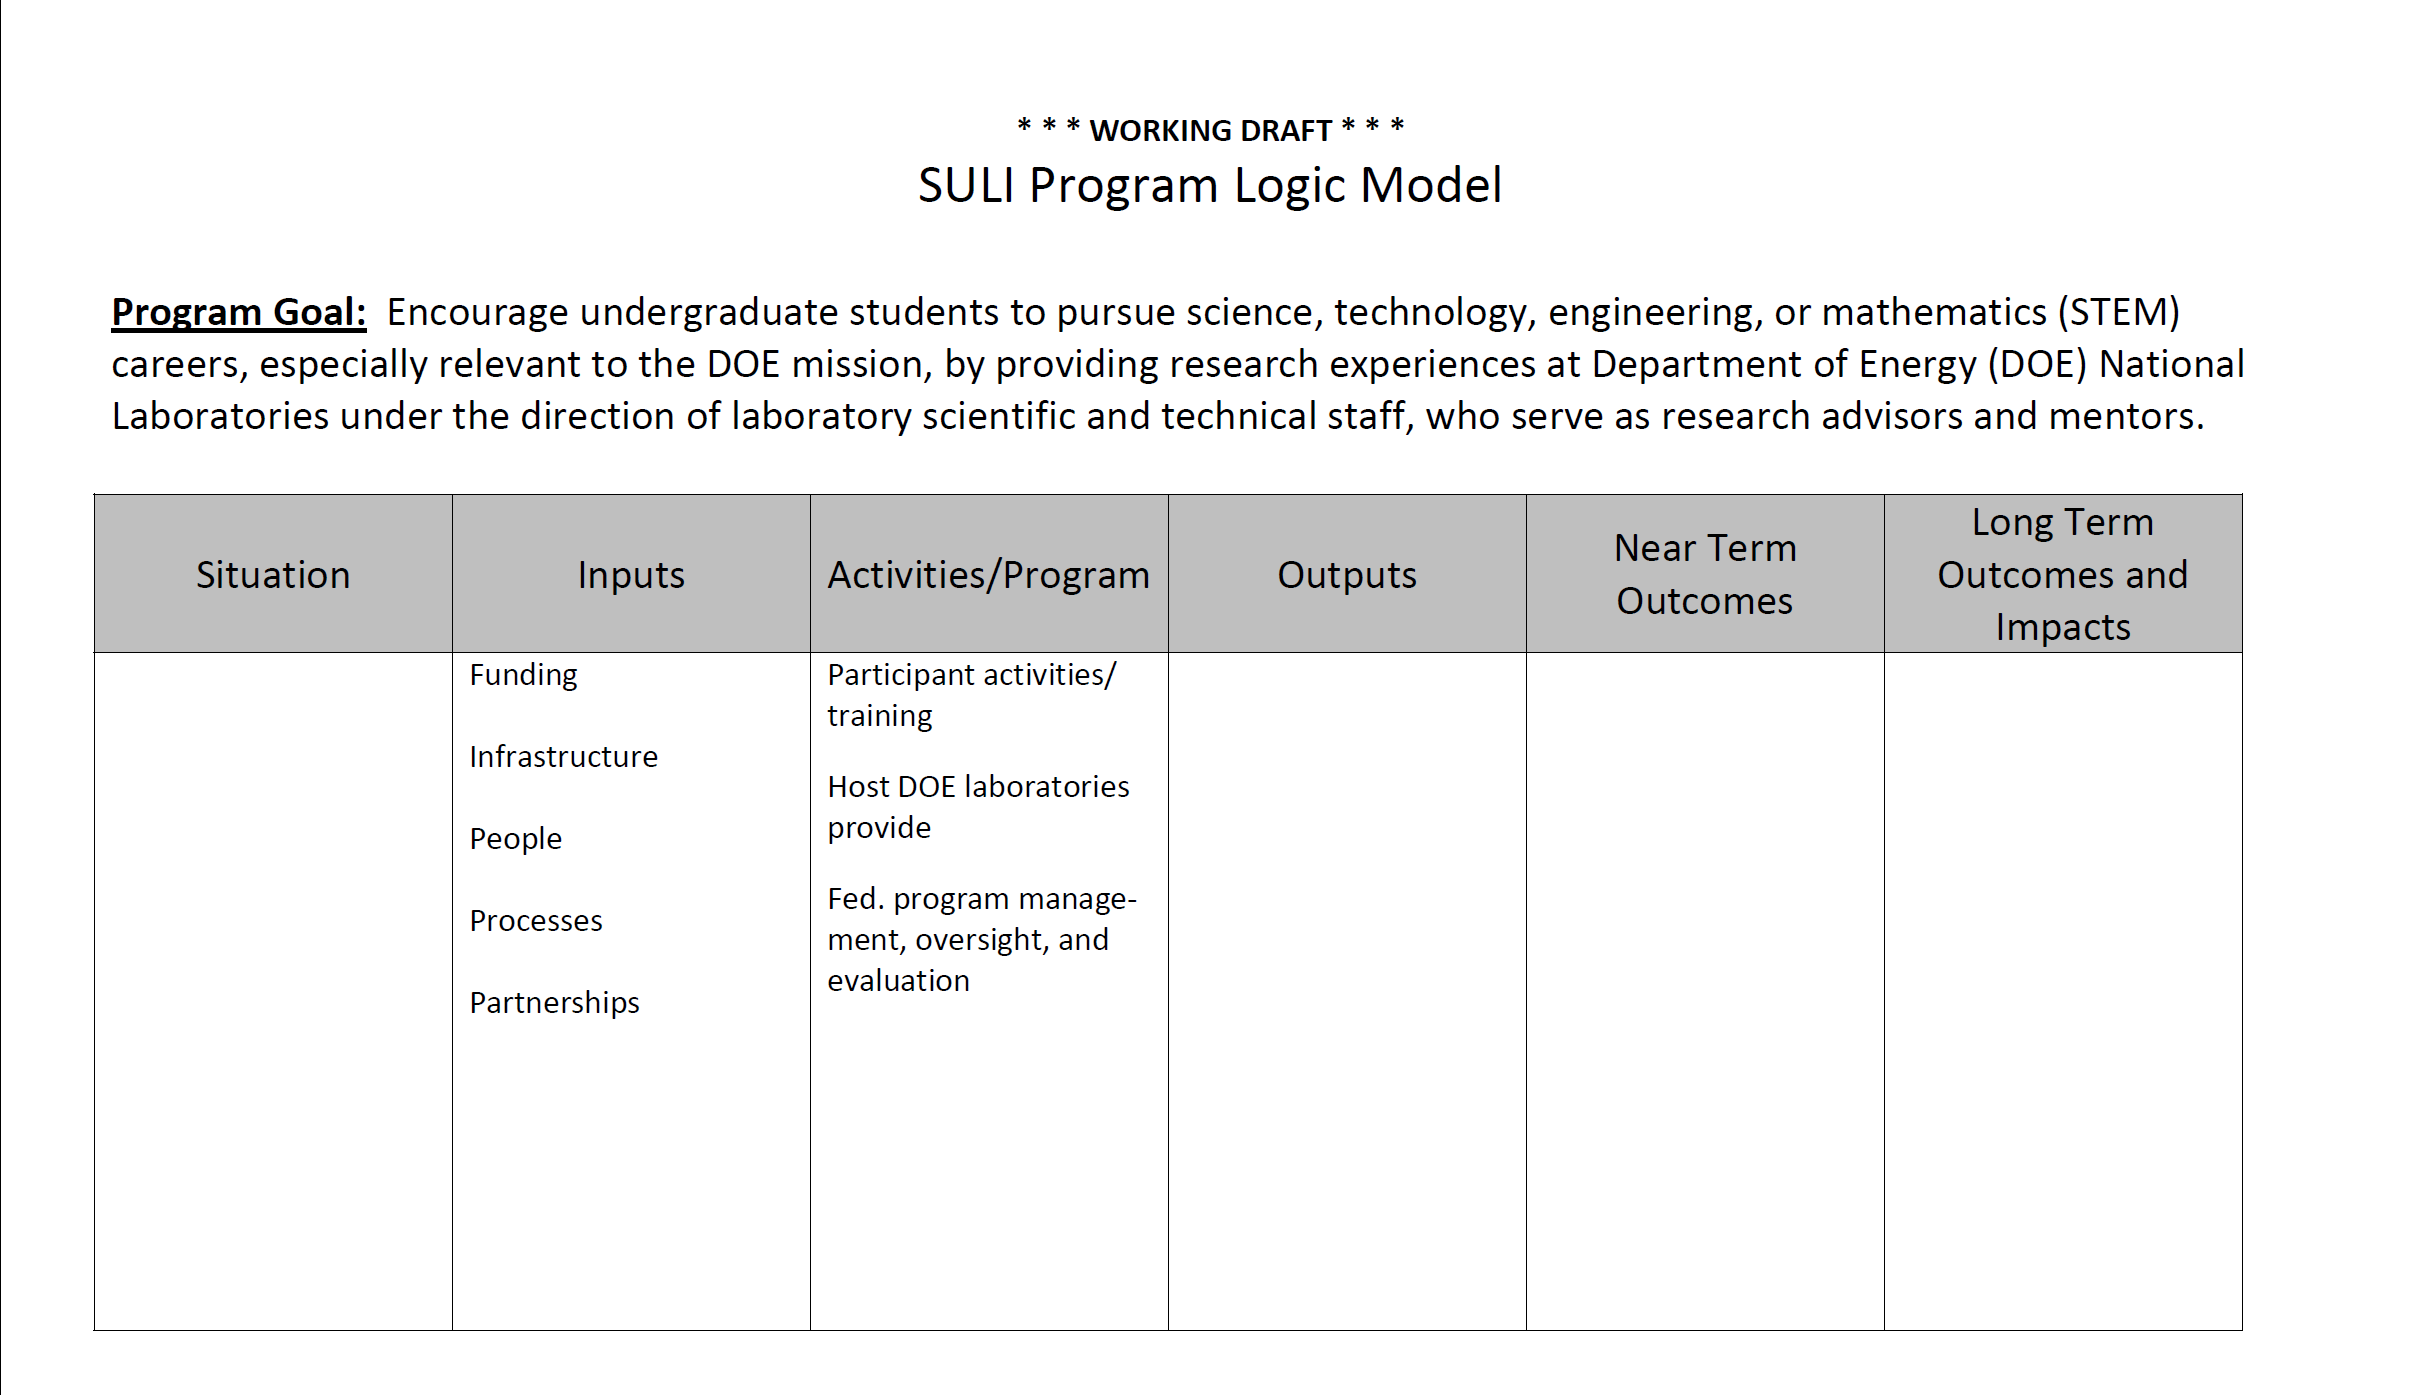 * * * WORKING DRAFT * * *
SULI Program Logic Model
Program Goal:  Encourage undergraduate students to pursue science, technology, engineering, or mathematics (STEM)
careers, especially relevant to the DOE mission, by providing research experiences at Department of Energy (DOE) National
Laboratories under the direction of laboratory scientific and technical staff, who serve as research advisors and mentors.
Situation
Inputs
Activities/Program
Outputs
Near Term
Outcomes
Long Term
Outcomes and
Impacts
Funding
Infrastructure
People
Processes
Partnerships
Participant activities/
training
Host DOE laboratories
provide
Fed. program manage-
ment, oversight, and
evaluation